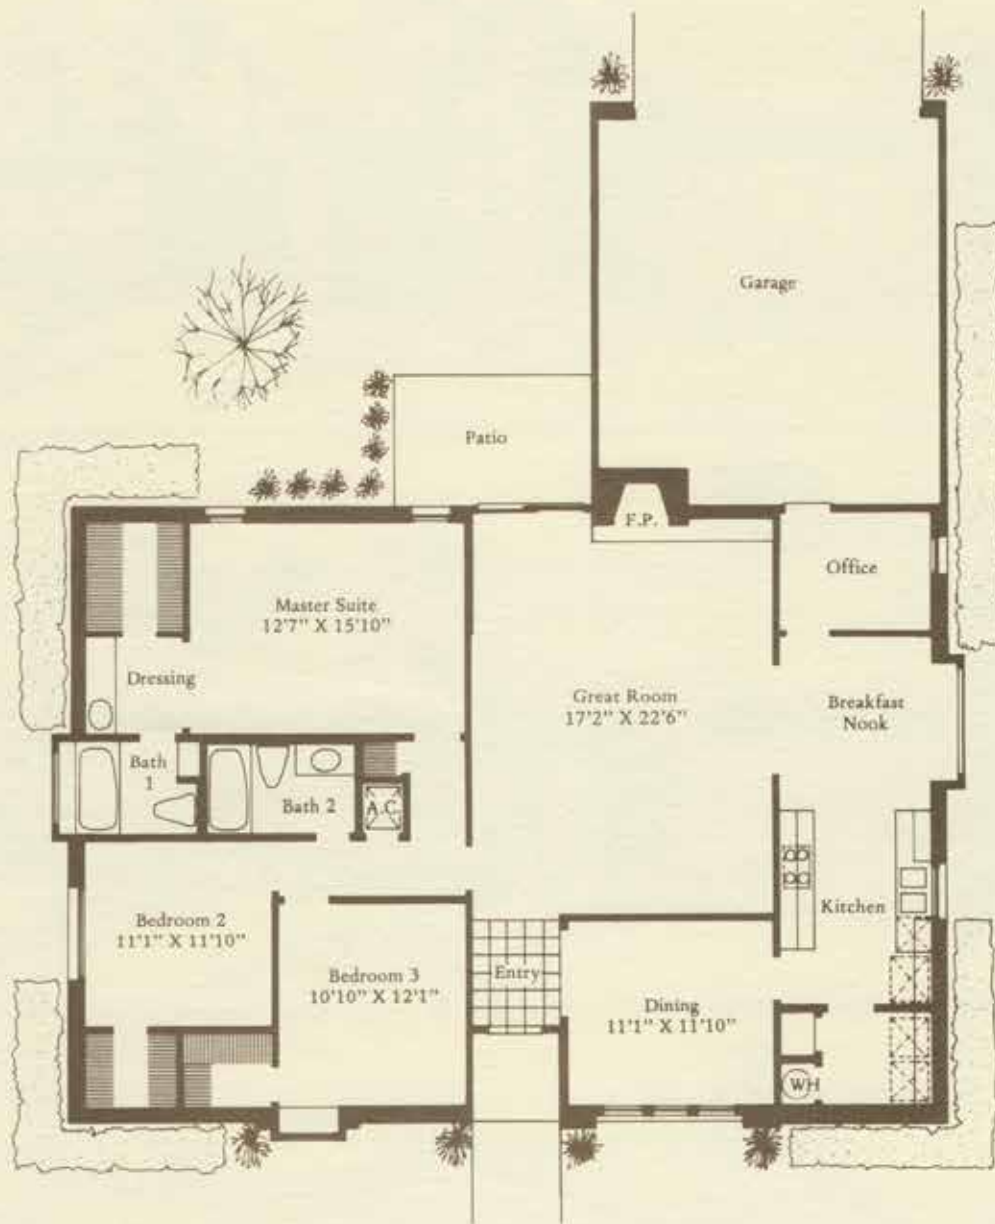 Garage
Patio
F.P.
Office
Master Suite
12'7" X 15'10"
Dressing
Great Room
17'2" X 22'6"
Breakfast
Nook
Bath
1
Bath 2
A.C.
Kitchen
Bedroom 2
11'1" X 11'10"
Bedroom 3
10'10" X 12'1"
Entry
Dining
11'1" X 11'10"
WH